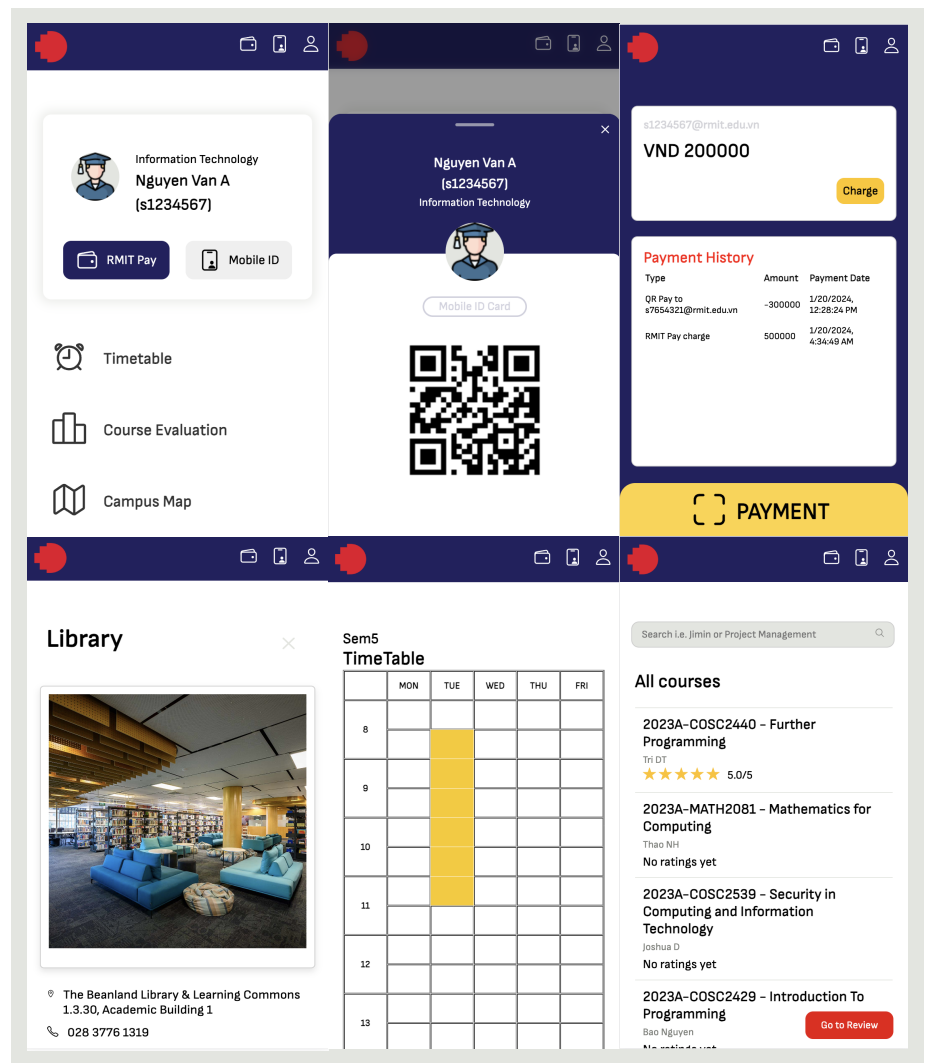 Information Technology
Nguyen Van A
(s1234567)
RMIT Pay
Mobile ID
Timetable
Course Evaluation
Campus Map
Nguyen Van A
(s1234567)
Information Technology
Mobile ID Card
s1234567@rmit.edu.vn
VND 200000
Charge
Payment History
Type Amount Payment Date
QR Pay to
s7654321@rmit.edu.vn -300000 1/20/2024,
12:28:24 PM
RMIT Pay charge 500000 1/20/2024,
4:34:49 AM
PAYMENT
Library
The Beanland Library & Learning Commons
1.3.30, Academic Building 1
028 3776 1319
Sem5
TimeTable
MON TUE WED THU FRI
8
9
10
11
12
13
Search i.e. Jimin or Project Management
All courses
2023A-COSC2440 - Further
Programming
Tri DT
5.0/5
2023A-MATH2081 - Mathematics for
Computing
Thao NH
No ratings yet
2023A-COSC2539 - Security in
Computing and Information
Technology
Joshua D
No ratings yet
2023A-COSC2429 - Introduction To
Programming
Bao Nguyen
Go to Review
No ratings yet